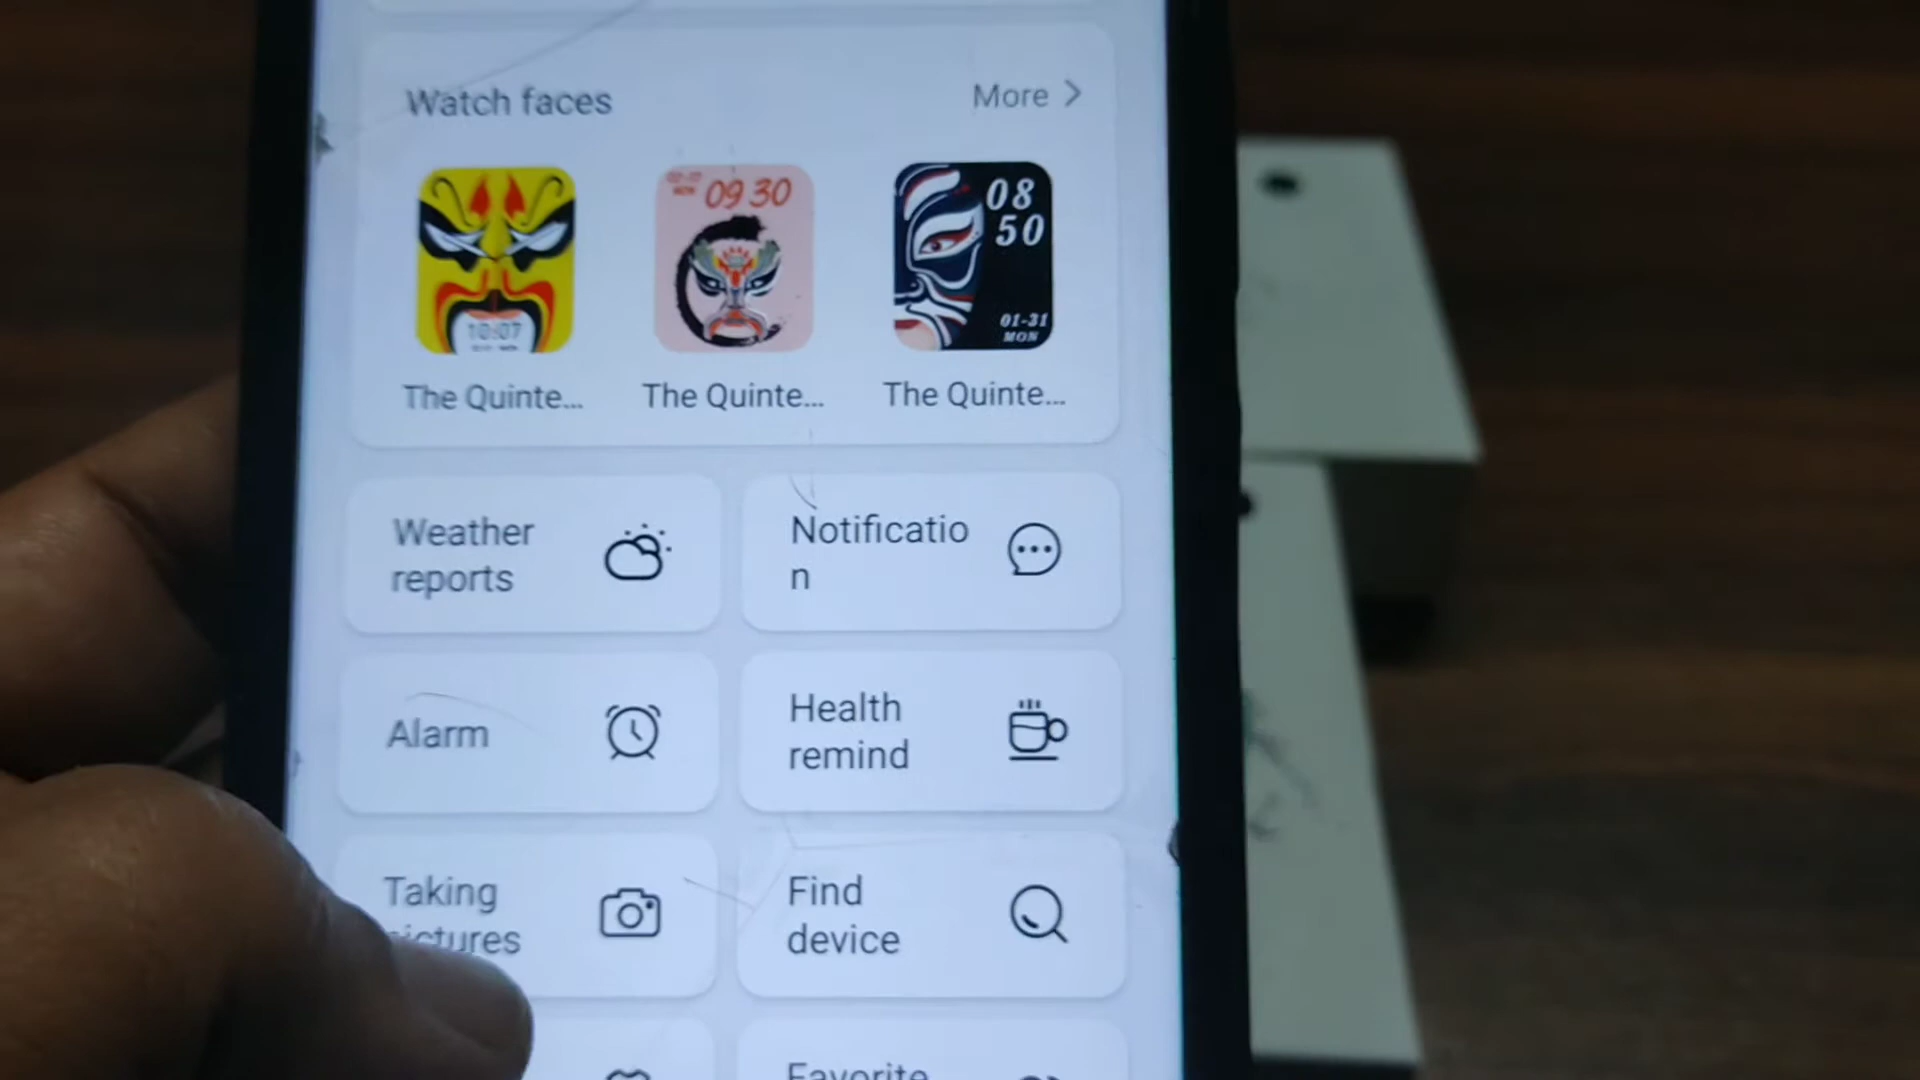 Watch faces
More
09 30
08
50
10:07
01-31
MON
The Quinte...
The Quinte...
The Quinte...
Weather
reports
Notificatio
n
Alarm
Health
remind
Taking
pictures
Find
device
Favorite